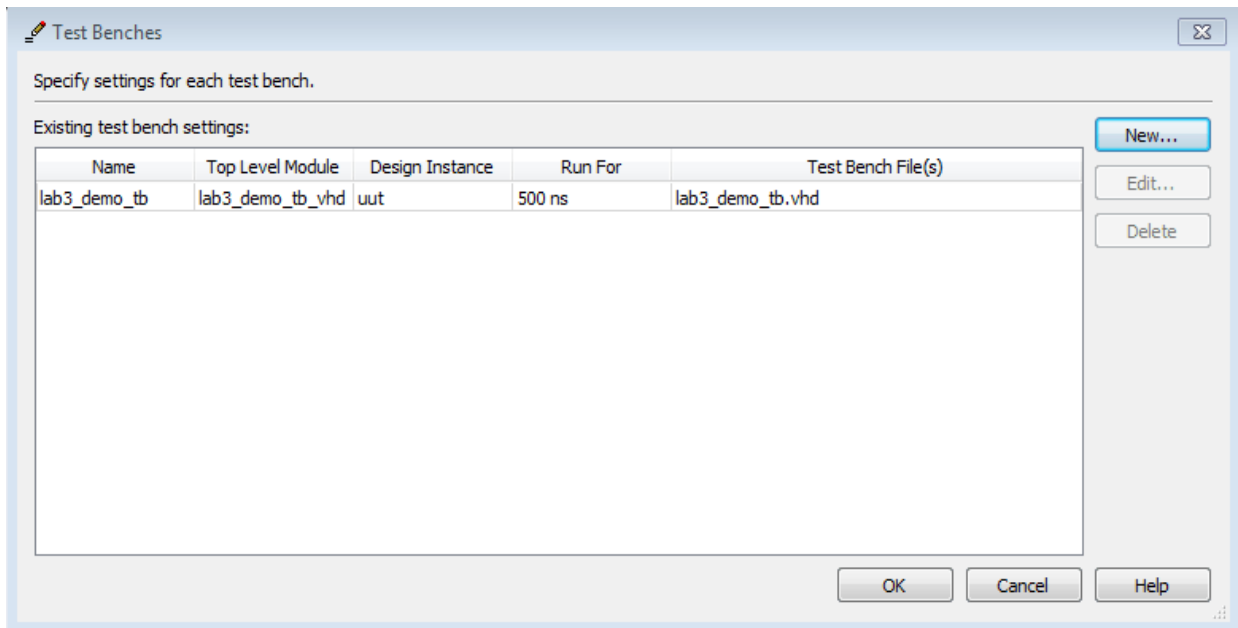 Test Benches
Specify settings for each test bench.
Existing test bench settings:
New...
Name Top Level Module Design Instance Run For Test Bench File(s)
Edit...
lab3_demo_tb lab3_demo_tb_vhd uut 500 ns lab3_demo_tb.vhd
Delete
OK Cancel Help